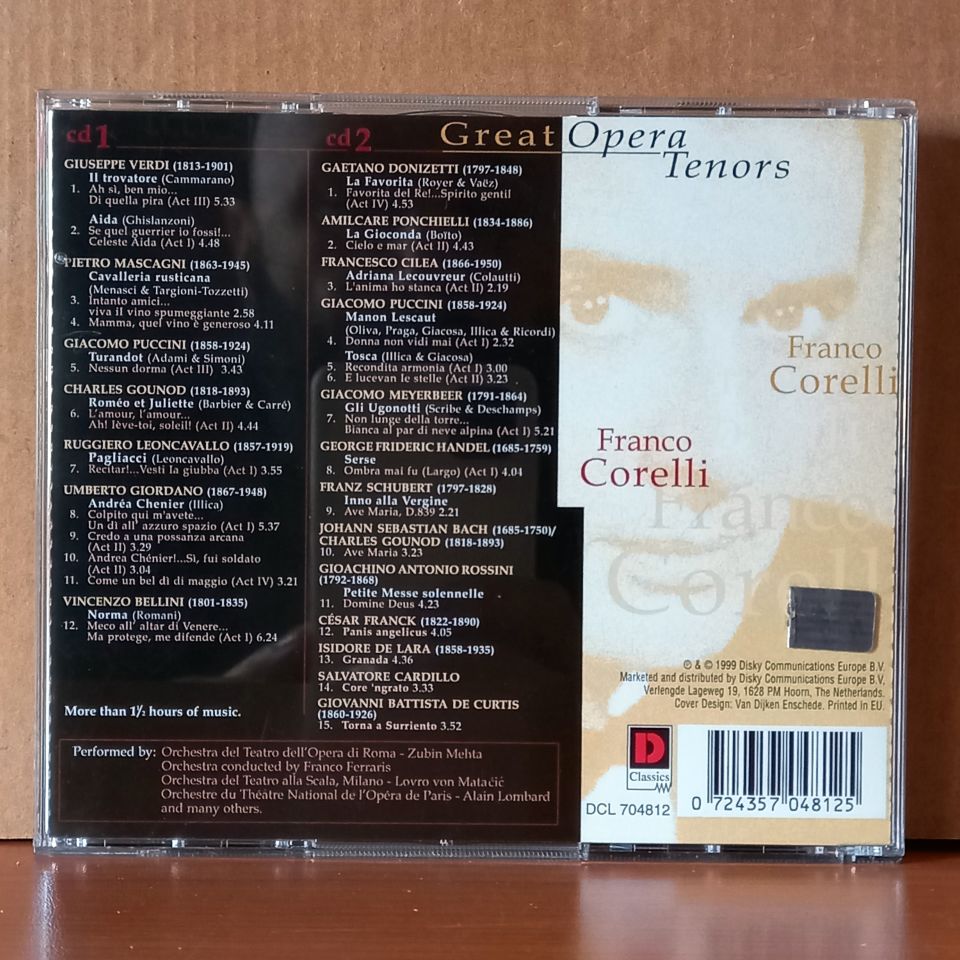 Great Opera
Tenors
cd 1
GIUSEPPE VERDI (1813-1901)
Il trovatore (Cammarano)
1. Ah sì, ben mio...
Di quella pira (Act III) 5.33
Aida (Ghislanzoni)
2. Se quel guerrier io fossi!...
Celeste Aida (Act I) 4.48
PIETRO MASCAGNI (1863-1945)
Cavalleria rusticana
(Menasci & Targioni-Tozzetti)
3. Intanto amici...
viva il vino spumeggiante 2.58
4. Mamma, quel vino è generoso 4.11
GIACOMO PUCCINI (1858-1924)
Turandot (Adami & Simoni)
5. Nessun dorma (Act III) 3.43
CHARLES GOUNOD (1818-1893)
Roméo et Juliette (Barbier & Carré)
6. L'amour, l'amour...
Ah! lève-toi, soleil! (Act II) 4.44
RUGGIERO LEONCAVALLO (1857-1919)
Pagliacci (Leoncavallo)
7. Recitar!...Vesti la giubba (Act I) 3.55
UMBERTO GIORDANO (1867-1948)
Andréa Chenier (Illica)
8. Colpito qui m'avete...
Un dì all' azzuro spazio (Act I) 5.37
9. Credo a una possanza arcana
(Act II) 3.29
10. Andrea Chénier!...Sì, fui soldato
(Act II) 3.04
11. Come un bel dì di maggio (Act IV) 3.21
VINCENZO BELLINI (1801-1835)
Norma (Romani)
12. Meco all' altar di Venere...
Ma protege, me difende (Act I) 6.24
More than 1½ hours of music.
cd 2
GAETANO DONIZETTI (1797-1848)
La Favorita (Royer & Vaëz)
1. Favorita del Re!...Spirito gentil
(Act IV) 4.53
AMILCARE PONCHIELLI (1834-1886)
La Gioconda (Boïto)
2. Cielo e mar (Act II) 4.43
FRANCESCO CILEA (1866-1950)
Adriana Lecouvreur (Colautti)
3. L'anima ho stanca (Act II) 2.19
GIACOMO PUCCINI (1858-1924)
Manon Lescaut
(Oliva, Praga, Giacosa, Illica & Ricordi)
4. Donna non vidi mai (Act I) 2.32
Tosca (Illica & Giacosa)
5. Recondita armonia (Act I) 3.00
6. E lucevan le stelle (Act II) 3.23
GIACOMO MEYERBEER (1791-1864)
Gli Ugonotti (Scribe & Deschamps)
7. Non lunge della torre...
Bianca al par di neve alpina (Act I) 5.21
GEORGE FRIDERIC HANDEL (1685-1759)
Serse
8. Ombra mai fu (Largo) (Act I) 4.04
FRANZ SCHUBERT (1797-1828)
Inno alla Vergine
9. Ave Maria, D.839 2.21
JOHANN SEBASTIAN BACH (1685-1750)/
CHARLES GOUNOD (1818-1893)
10. Ave Maria 3.23
GIOACHINO ANTONIO ROSSINI
(1792-1868)
Petite Messe solennelle
11. Domine Deus 4.23
CÉSAR FRANCK (1822-1890)
12. Panis angelicus 4.05
ISIDORE DE LARA (1858-1935)
13. Granada 4.36
SALVATORE CARDILLO
14. Core 'ngrato 3.33
GIOVANNI BATTISTA DE CURTIS
(1860-1926)
15. Torna a Surriento 3.52
Performed by: Orchestra del Teatro dell'Opera di Roma - Zubin Mehta
Orchestra conducted by Franco Ferraris
Orchestra del Teatro alla Scala, Milano - Lovro von Matačić
Orchestre du Théatre National de l'Opéra de Paris - Alain Lombard
and many others.
Franco
Corelli
Franco
Corelli
Franco
Corelli
℗ & © 1999 Disky Communications Europe B.V.
Marketed and distributed by Disky Communications Europe B.V.
Verlengde Lageweg 19, 1628 PM Hoorn, The Netherlands.
Cover Design: Van Dijken Enschede. Printed in EU.
D
Classics
DCL 704812
0 724357 048125